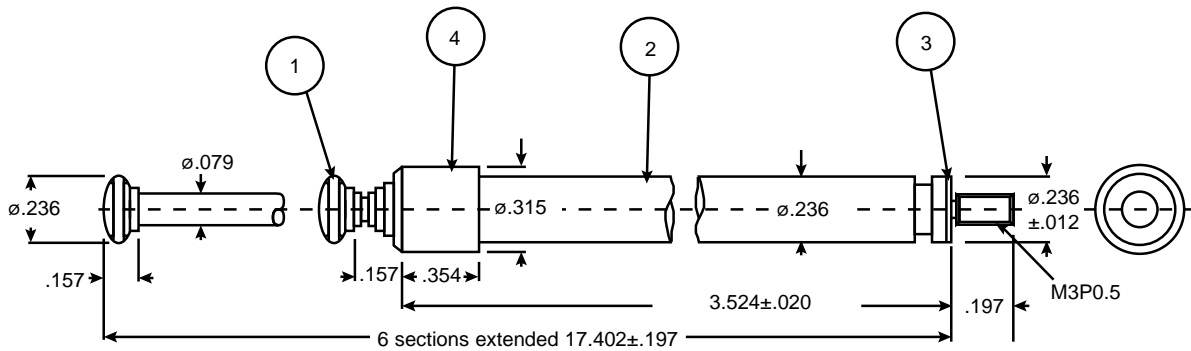 1
4
2
3
ø.079
ø.236
ø.315
ø.236
ø.236
±.012
.157
.157
.354
3.524±.020
.197
M3P0.5
6 sections extended 17.402±.197